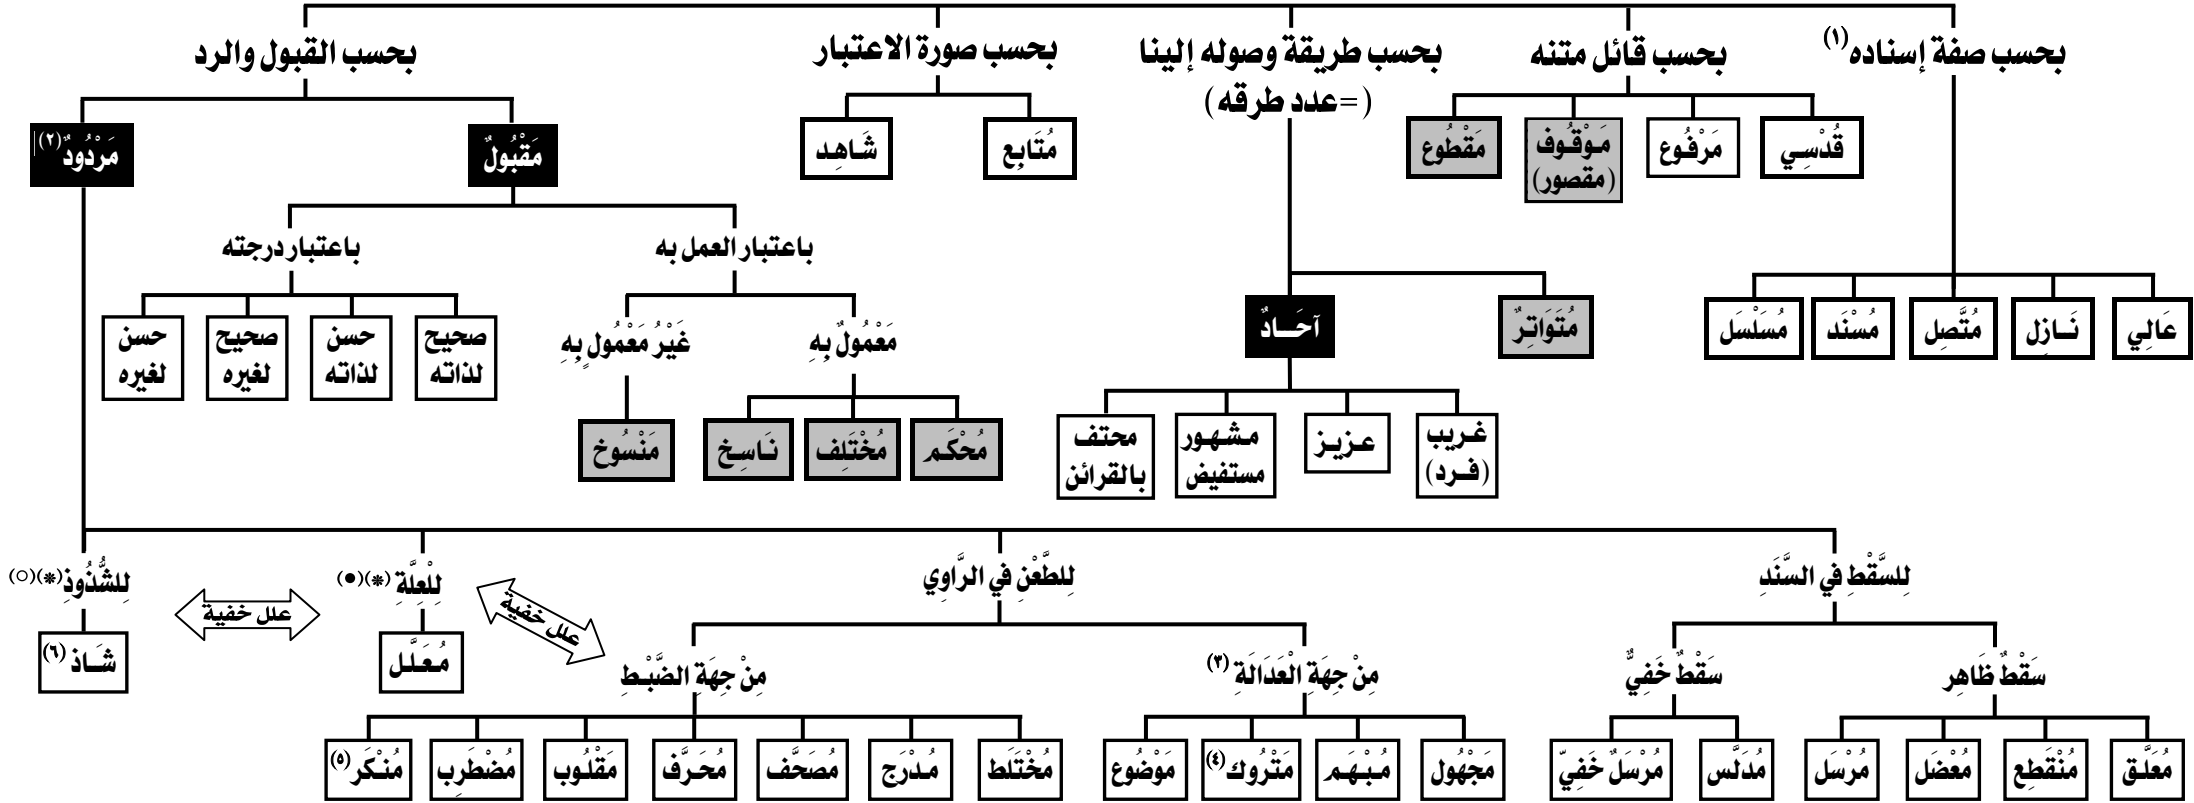 بحسب صفة إسناده (١)
بحسب قائل متنه
بحسب طريقة وصوله إلينا
(= عدد طرقه)
بحسب صورة الاعتبار
بحسب القبول والرد
قُدْسِي
مَرْفُوع
مَوْقُوف
(مقصور)
مَقْطُوع
مُتَابِع
شَاهِد
مَقْبُولٌ
مَرْدُودٌ (٢)
باعتبار العمل به
باعتبار درجته
عَالِي
نَازِل
مُتَّصِل
مُسْنَد
مُسَلْسَل
مُتَوَاتِرٌ
آحَادٌ
مَعْمُولٌ بِهِ
غَيْرُ مَعْمُولٍ بِهِ
صحيح
لذاته
حسن
لذاته
صحيح
لغيره
حسن
لغيره
غريب
(فرد)
عزيز
مشهور
مستفيض
محتف
بالقرائن
مُحْكَم
مُخْتَلِف
نَاسِخ
مَنْسُوخ
لِلسَّقْطِ في السَّنَدِ
لِلطَّعْنِ في الرَّاوِي
لِلْعِلَّةِ (*)(●)
لِلشُّذُوذِ (*)(○)
علل خفية
علل خفية
مُعَلَّل
شَاذ (٦)
سَقْطٌ ظَاهِر
سَقْطٌ خَفِيٌّ
مِنْ جِهَةِ الْعَدَالَةِ (٣)
مِنْ جِهَةِ الضَّبْطِ
مُعَلَّق
مُنْقَطِع
مُعْضَل
مُرْسَل
مُدَلَّس
مُرْسَلٌ خَفِيّ
مَجْهُول
مُبْهَم
مَتْرُوك (٤)
مَوْضُوع
مُخْتَلَط
مُدْرَج
مُصَحَّف
مُحَرَّف
مَقْلُوب
مُضْطَرِب
مُنْكَر (٥)